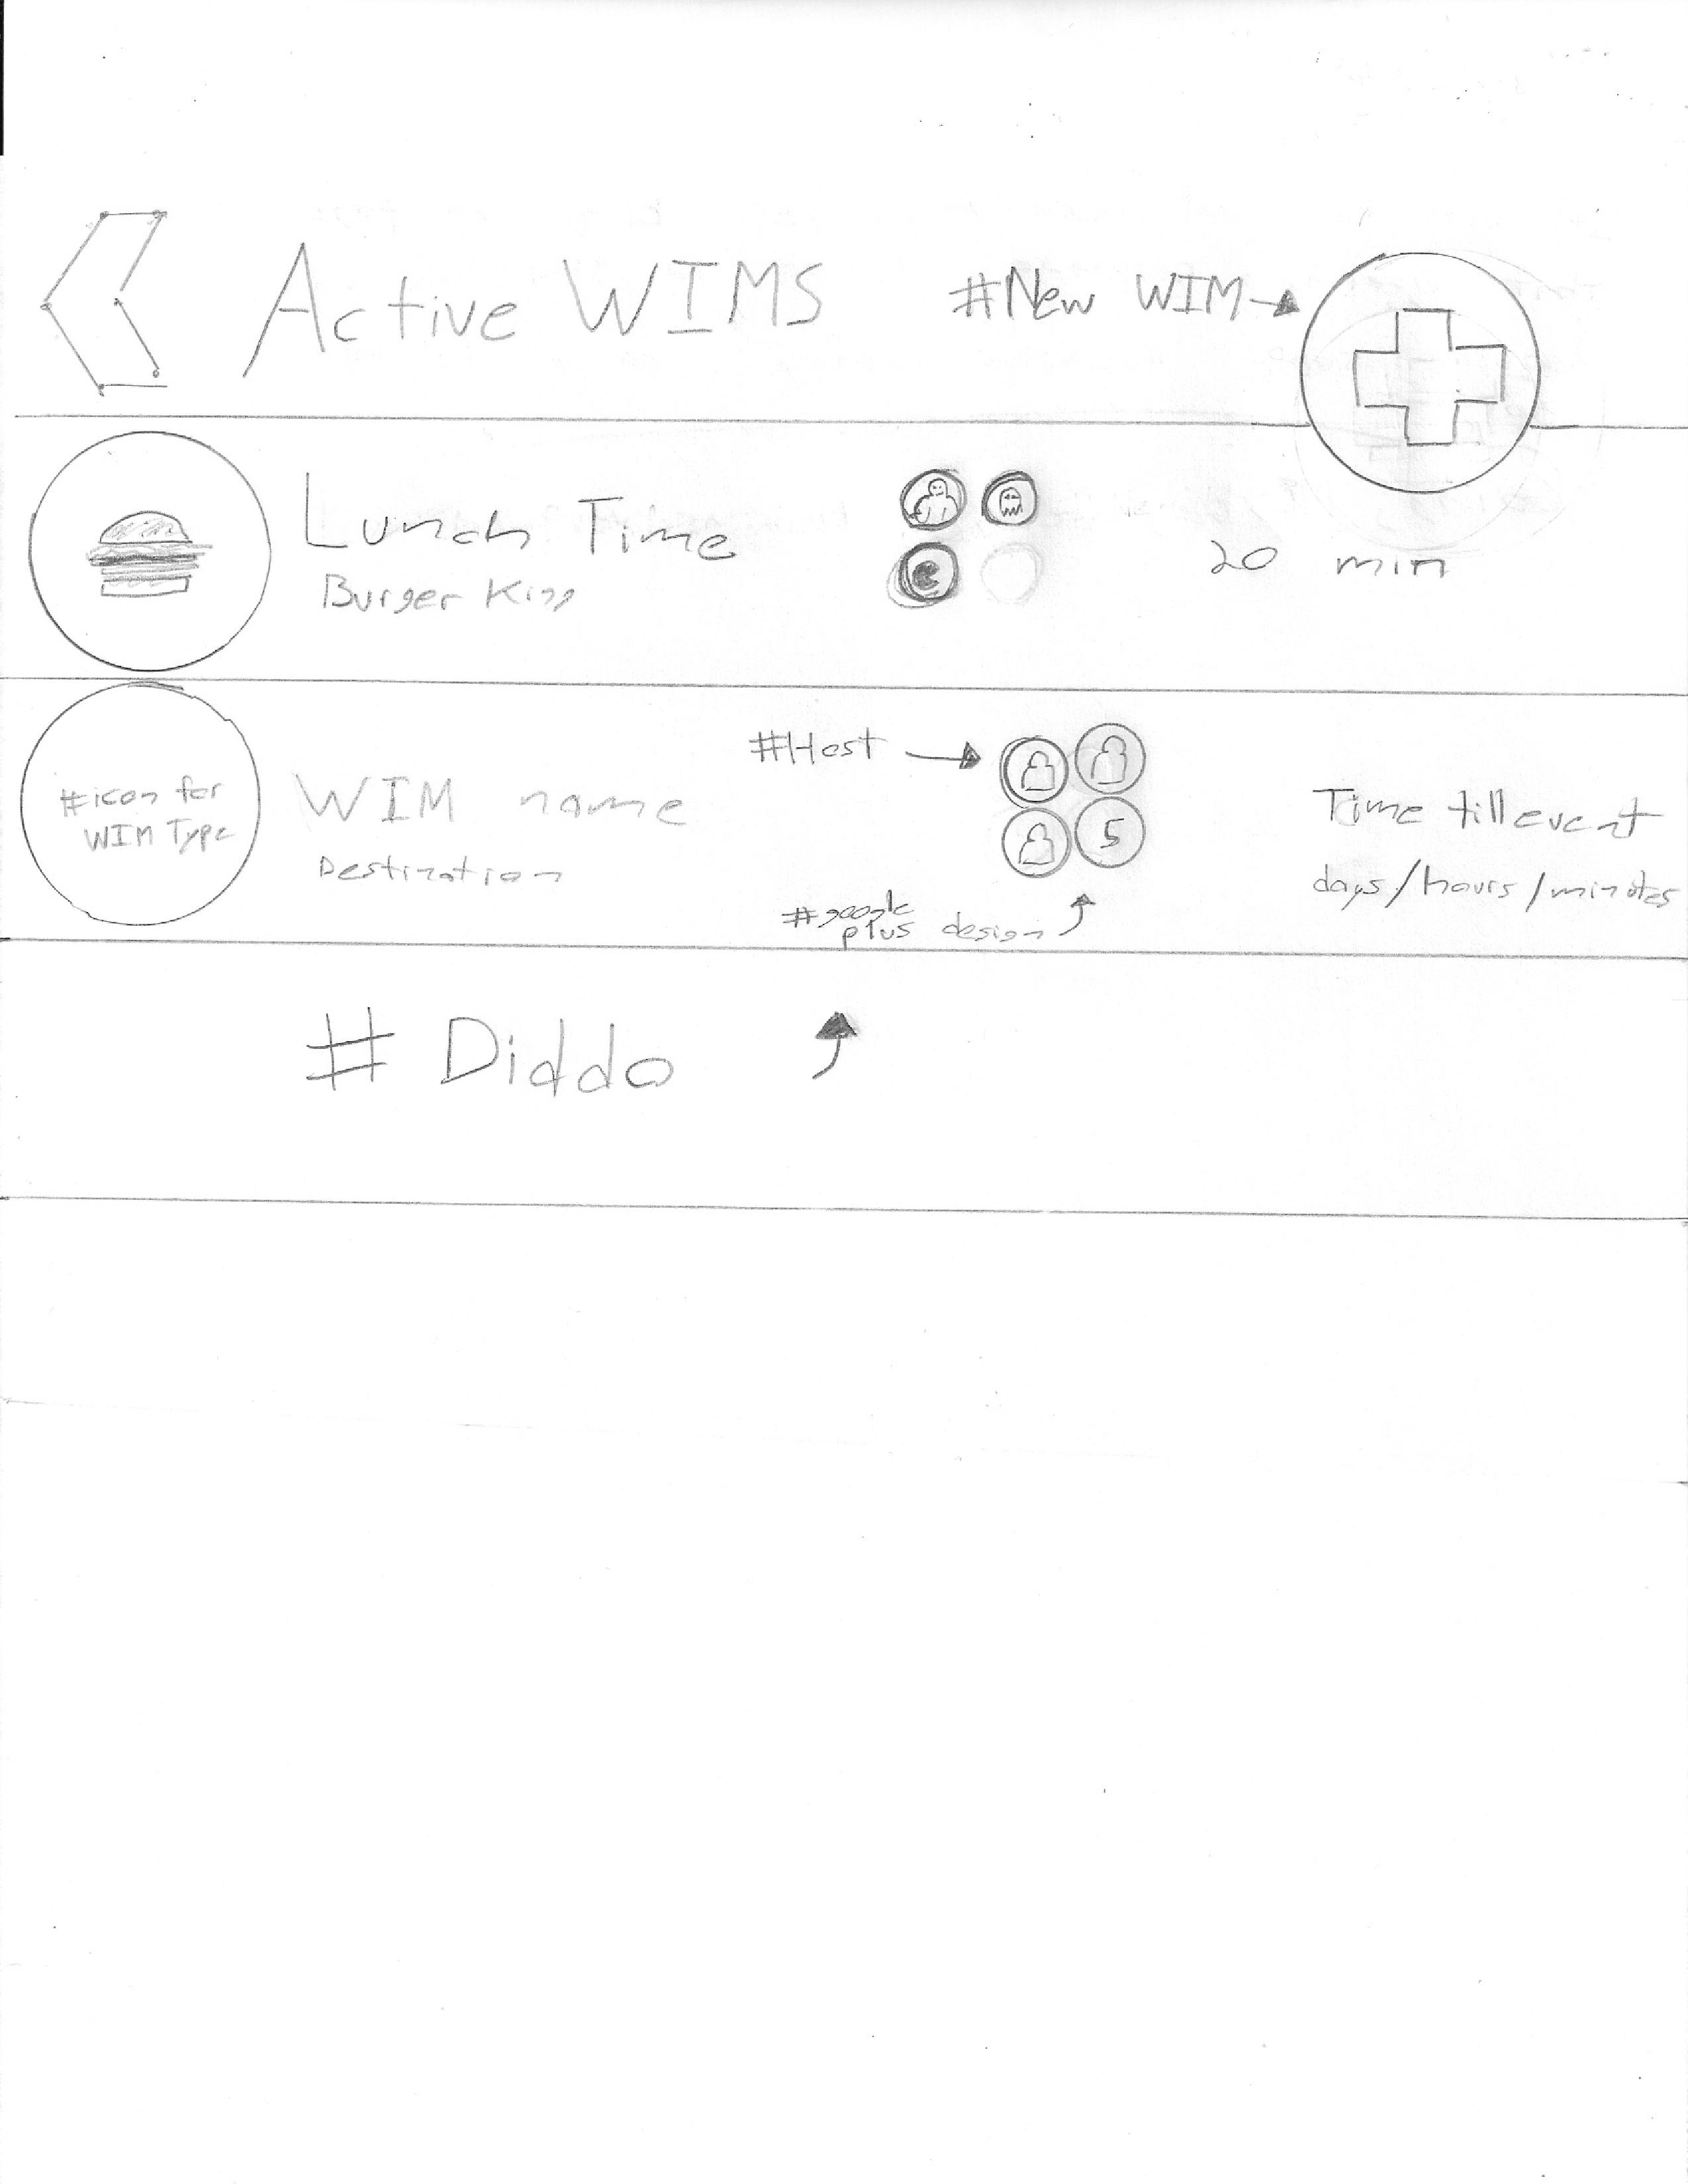 Active WIMS
#New WIM
Lunch Time
Burger King
20 min
#icon for
WIM Type
WIM name
Destination
#Host
5
#google
plus design
Time till event
days/hours/minutes
# Diddo